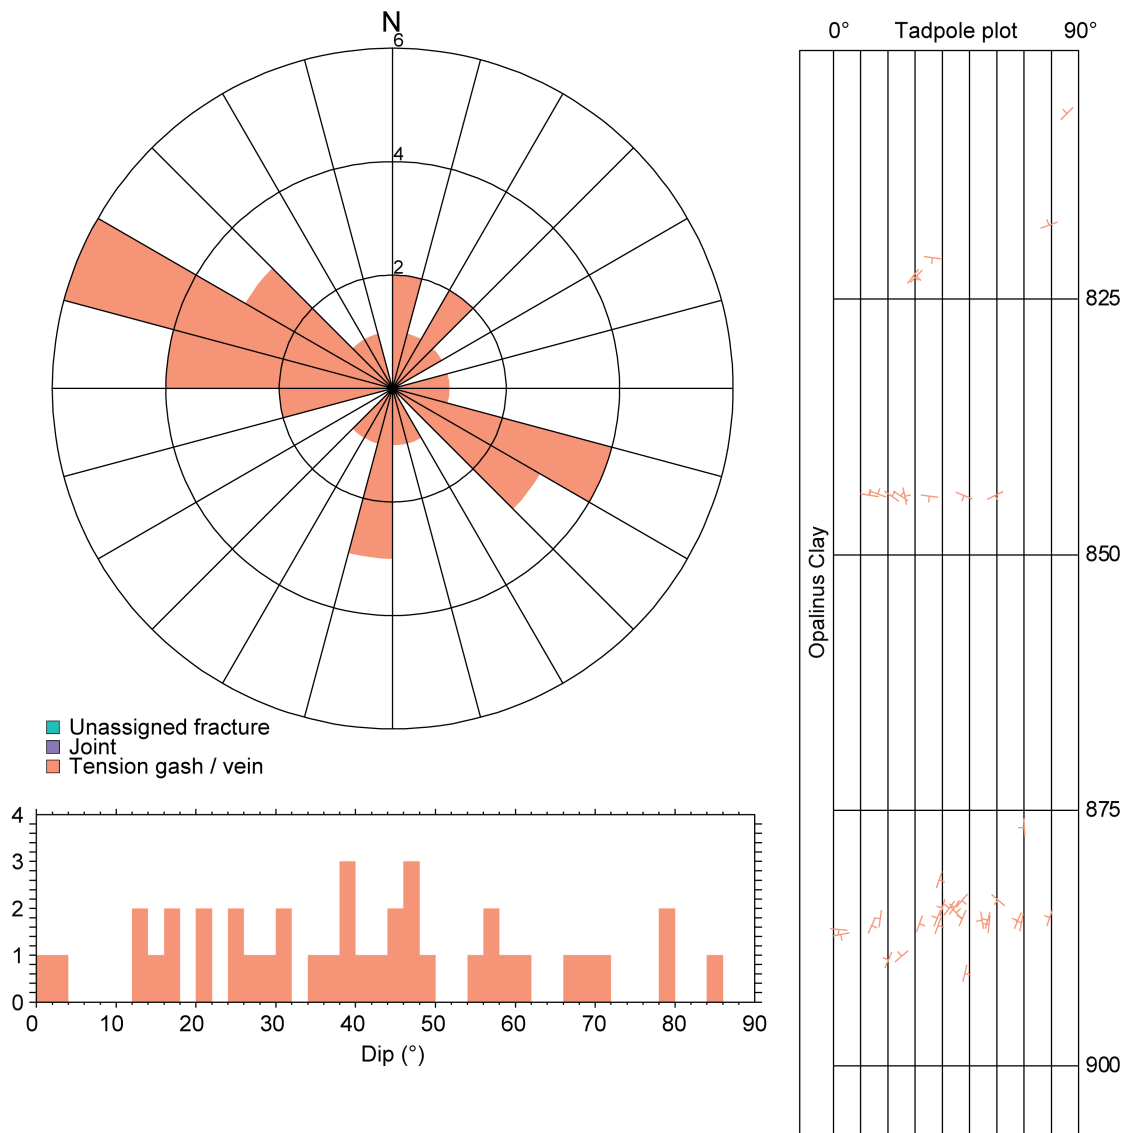 N
6
4
2
Unassigned fracture
Joint
Tension gash / vein
4
3
2
1
0
0 10 20 30 40 50 60 70 80 90
Dip (°)
0° Tadpole plot 90°
825
850
875
900
Opalinus Clay